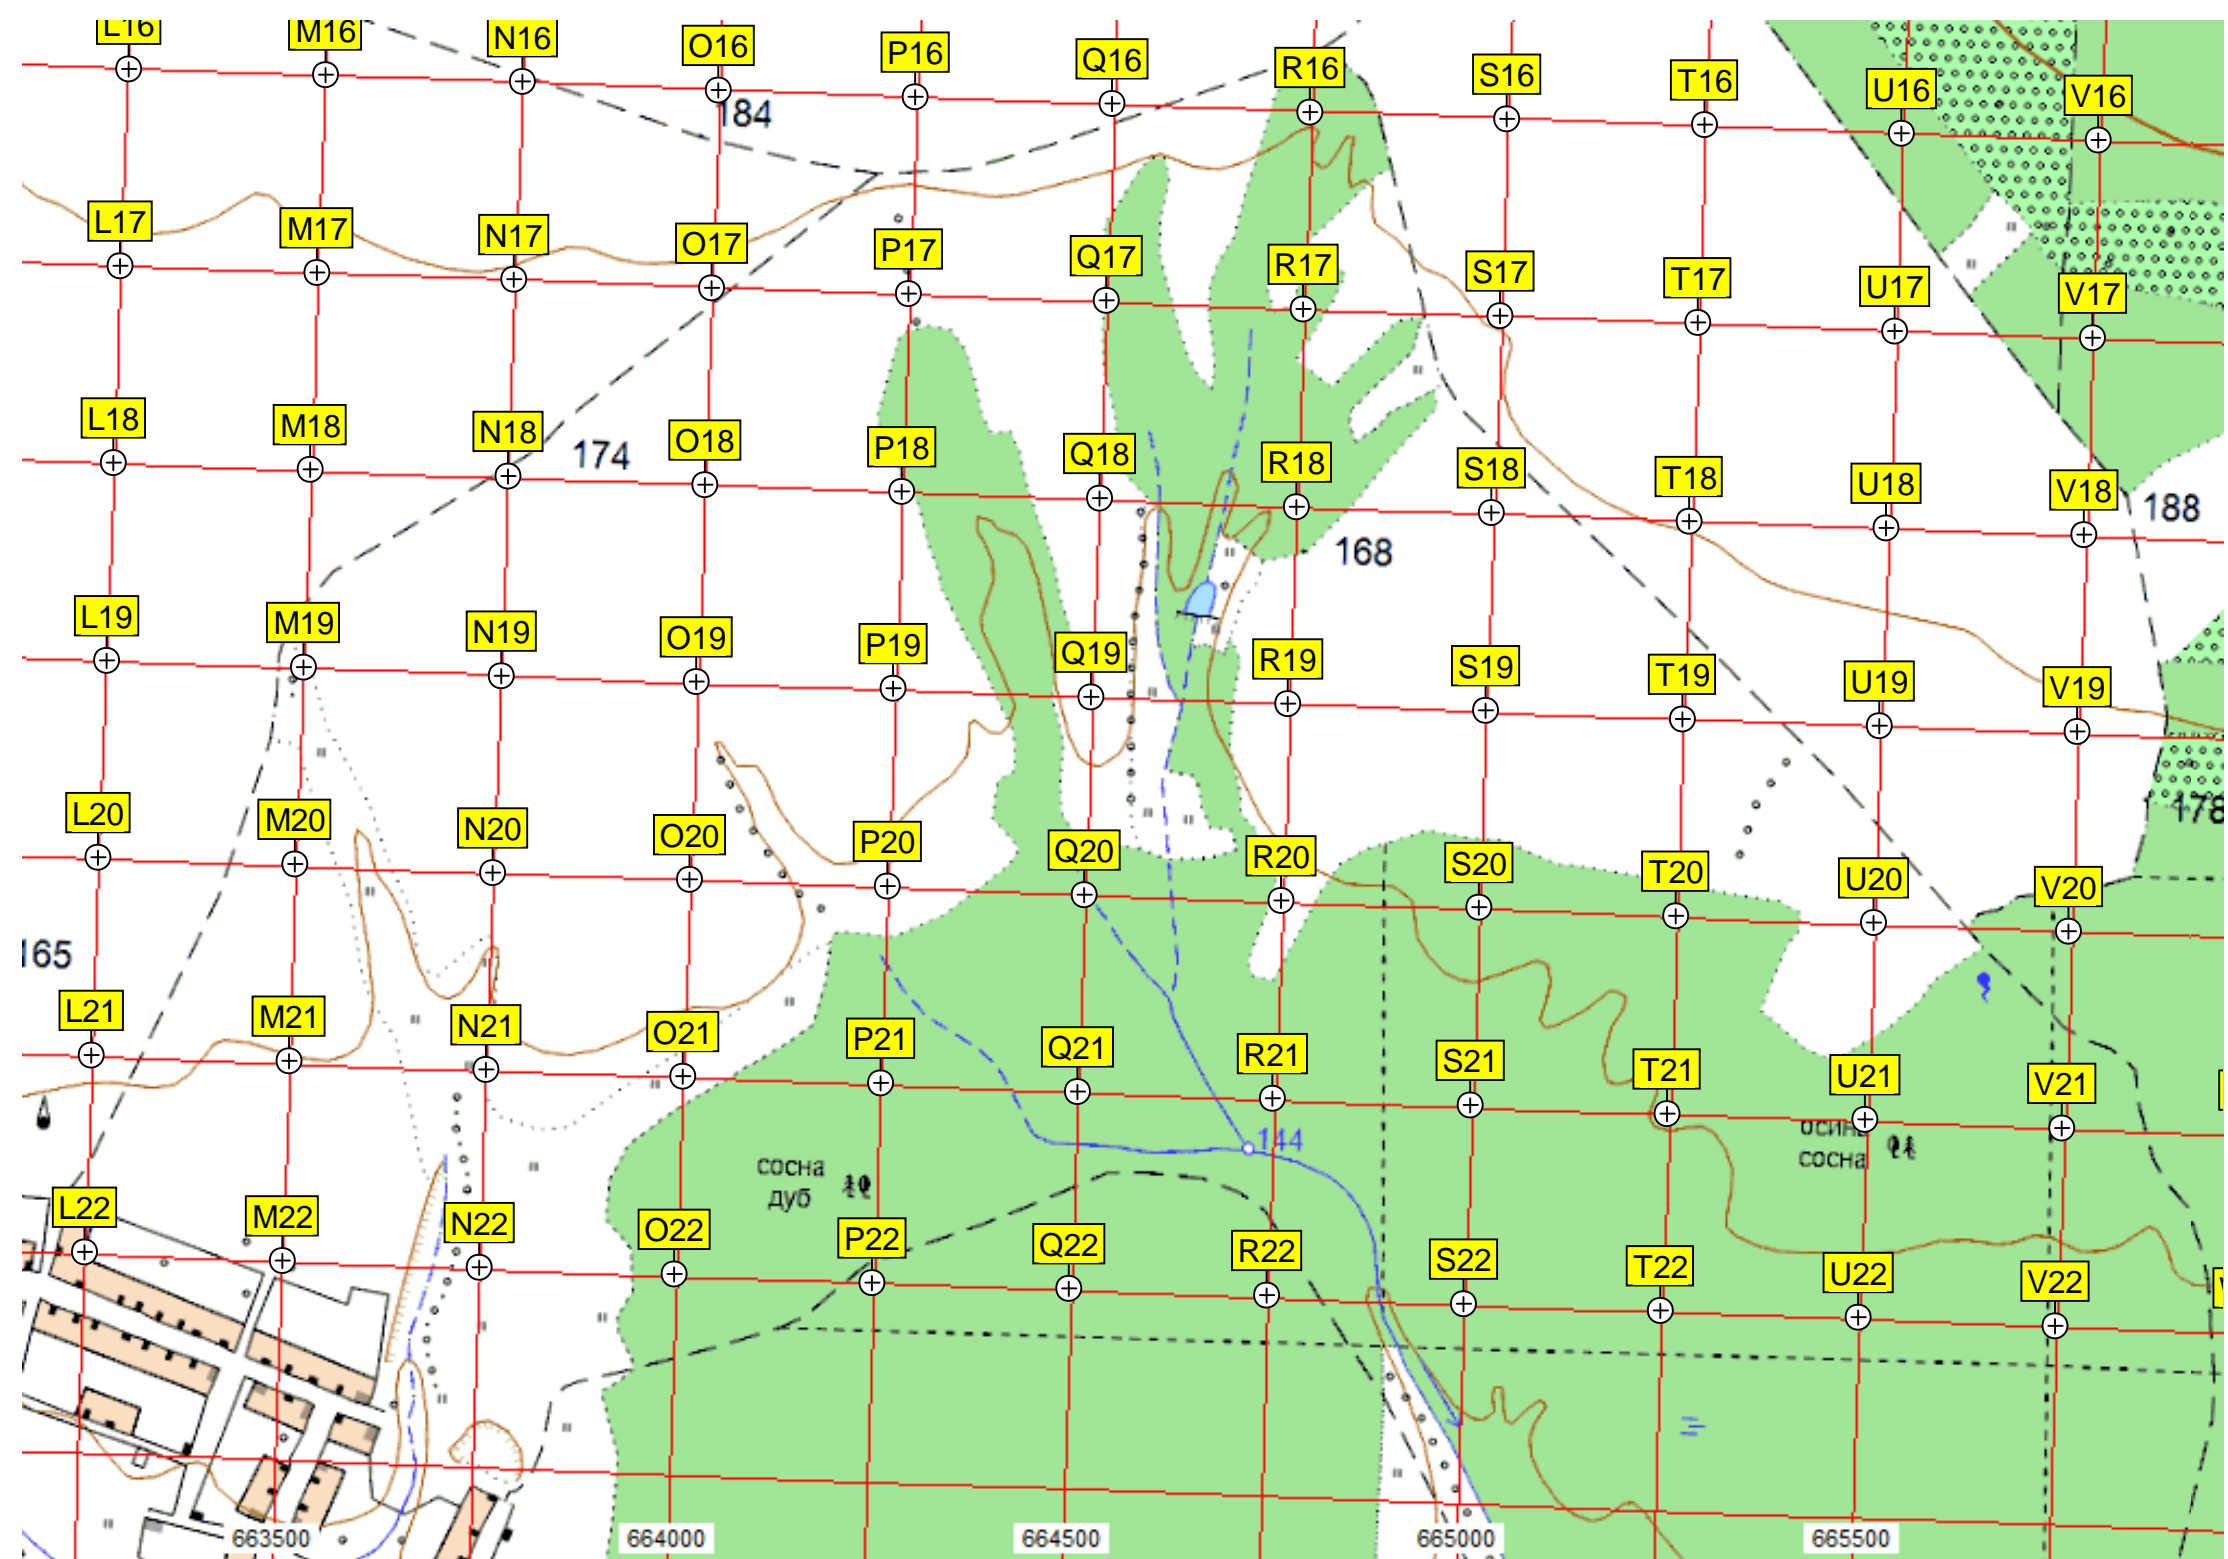 L16 M16 N16 O16 P16 Q16 R16 S16 T16 U16 V16
184
L17 M17 N17 O17 P17 Q17 R17 S17 T17 U17 V17
L18 M18 N18 O18 P18 Q18 R18 S18 T18 U18 V18
174
188
168
L19 M19 N19 O19 P19 Q19 R19 S19 T19 U19 V19
178
L20 M20 N20 O20 P20 Q20 R20 S20 T20 U20 V20
165
L21 M21 N21 O21 P21 Q21 R21 S21 T21 U21 V21
144
сосна
дуб
сосна
L22 M22 N22 O22 P22 Q22 R22 S22 T22 U22 V22
663500 664000 664500 665000 665500